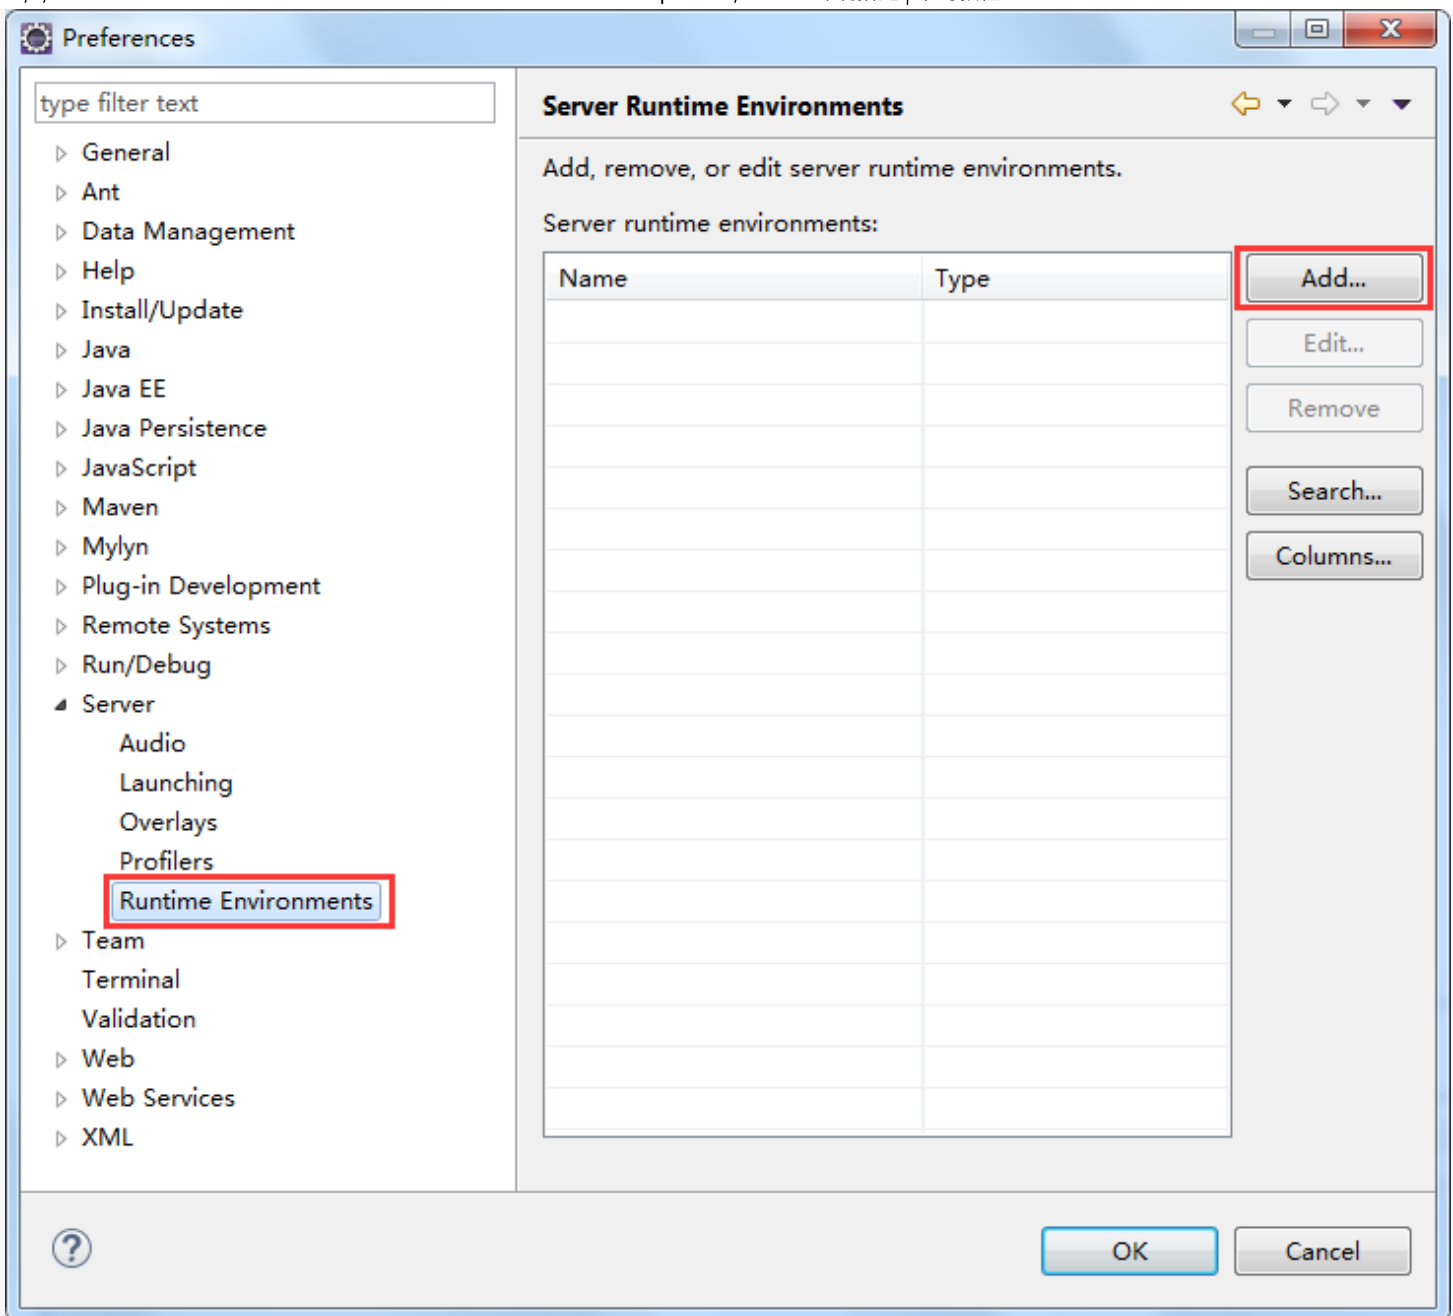 Preferences
type filter text
General
Ant
Data Management
Help
Install/Update
Java
Java EE
Java Persistence
JavaScript
Maven
Mylyn
Plug-in Development
Remote Systems
Run/Debug
Server
Audio
Launching
Overlays
Profilers
Runtime Environments
Team
Terminal
Validation
Web
Web Services
XML
Server Runtime Environments
Add, remove, or edit server runtime environments.
Server runtime environments:
Name Type
Add...
Edit...
Remove
Search...
Columns...
OK Cancel